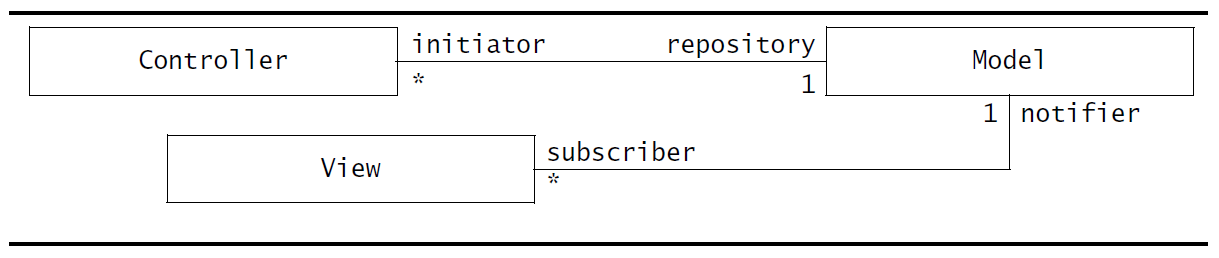 Controller
initiator
repository
Model
*
1
1
notifier
View
subscriber
*